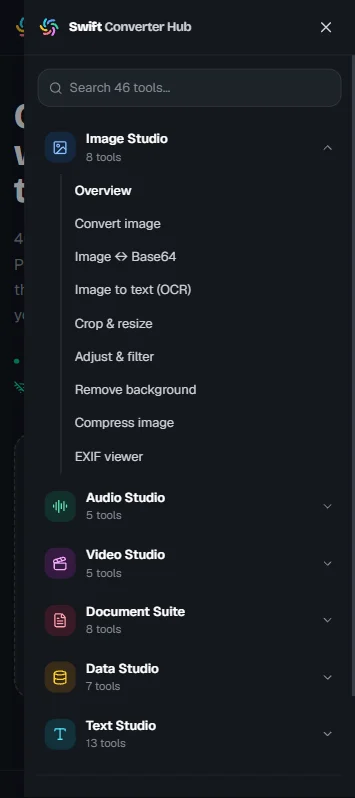 Swift Converter Hub
Search 46 tools...
Image Studio
8 tools
Overview
Convert image
Image ↔ Base64
Image to text (OCR)
Crop & resize
Adjust & filter
Remove background
Compress image
EXIF viewer
Audio Studio
5 tools
Video Studio
5 tools
Document Suite
8 tools
Data Studio
7 tools
Text Studio
13 tools